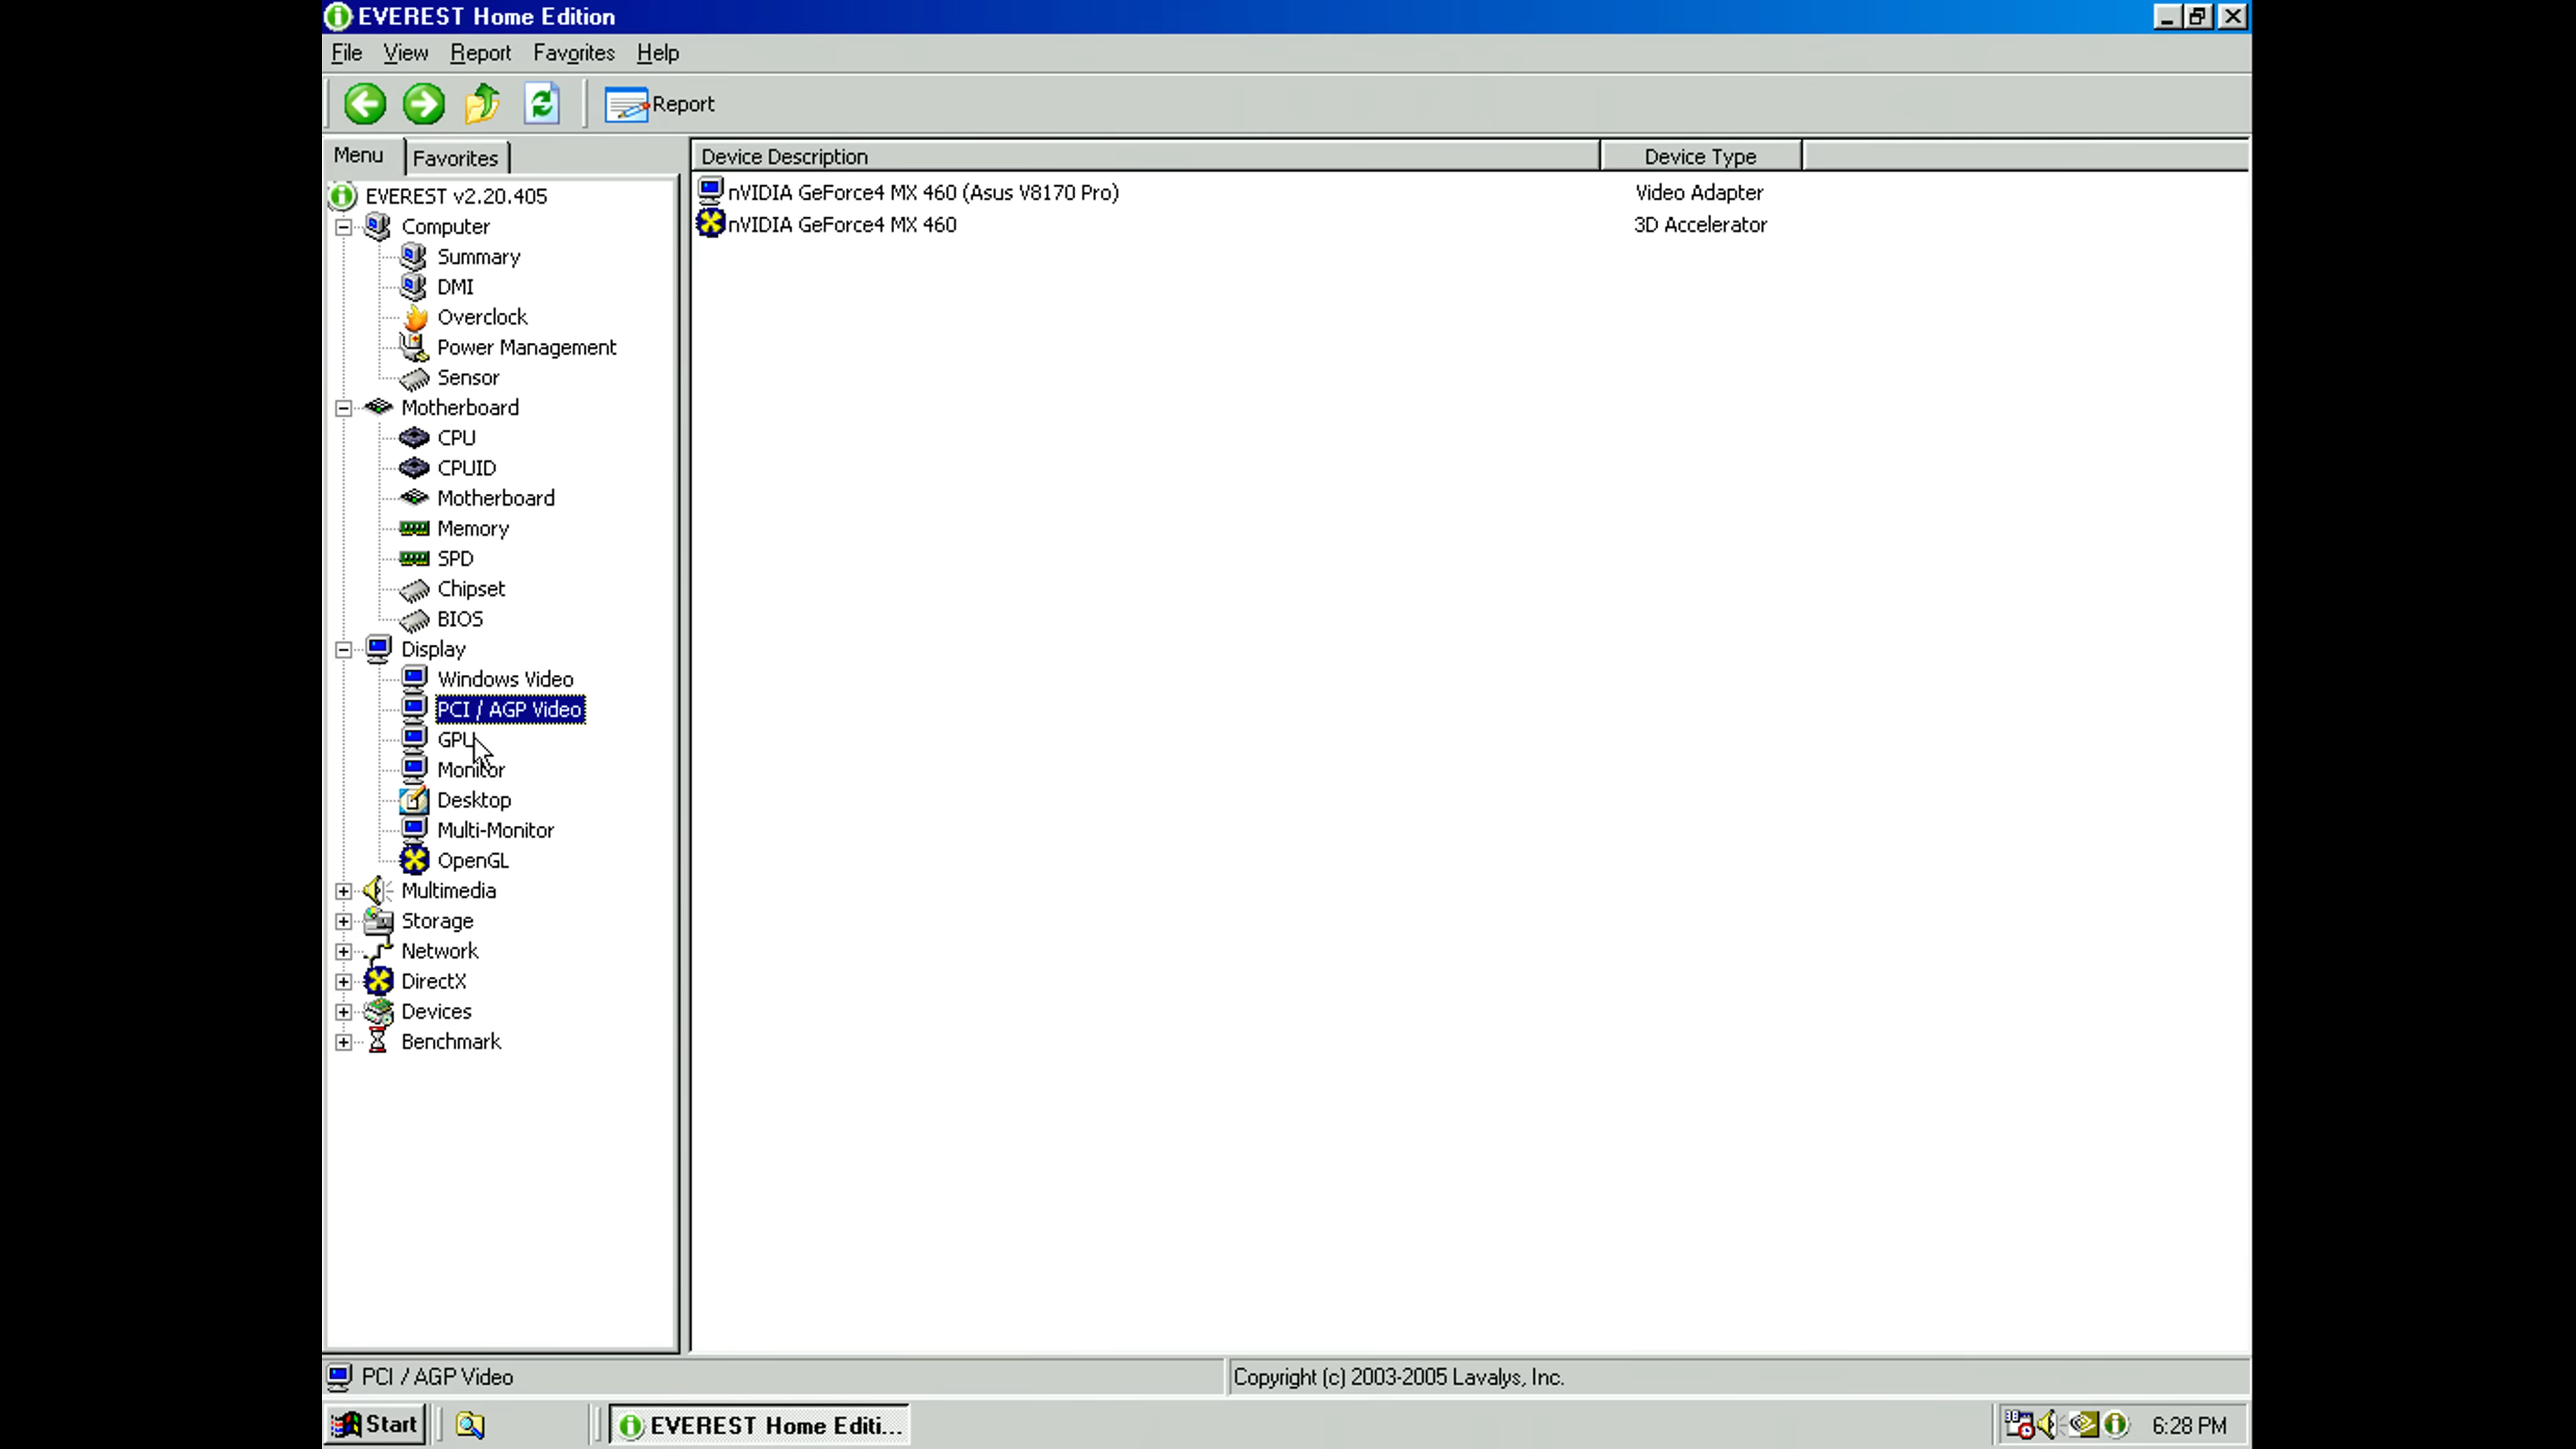 EVEREST Home Edition
File View Report Favorites Help
Report
Menu Favorites
EVEREST v2.20.405
Computer
Summary
DMI
Overclock
Power Management
Sensor
Motherboard
CPU
CPUID
Motherboard
Memory
SPD
Chipset
BIOS
Display
Windows Video
PCI / AGP Video
GPU
Monitor
Desktop
Multi-Monitor
OpenGL
Multimedia
Storage
Network
DirectX
Devices
Benchmark
Device Description Device Type
nVIDIA GeForce4 MX 460 (Asus V8170 Pro) Video Adapter
nVIDIA GeForce4 MX 460 3D Accelerator
PCI / AGP Video Copyright (c) 2003-2005 Lavalys, Inc.
Start EVEREST Home Editi... 6:28 PM